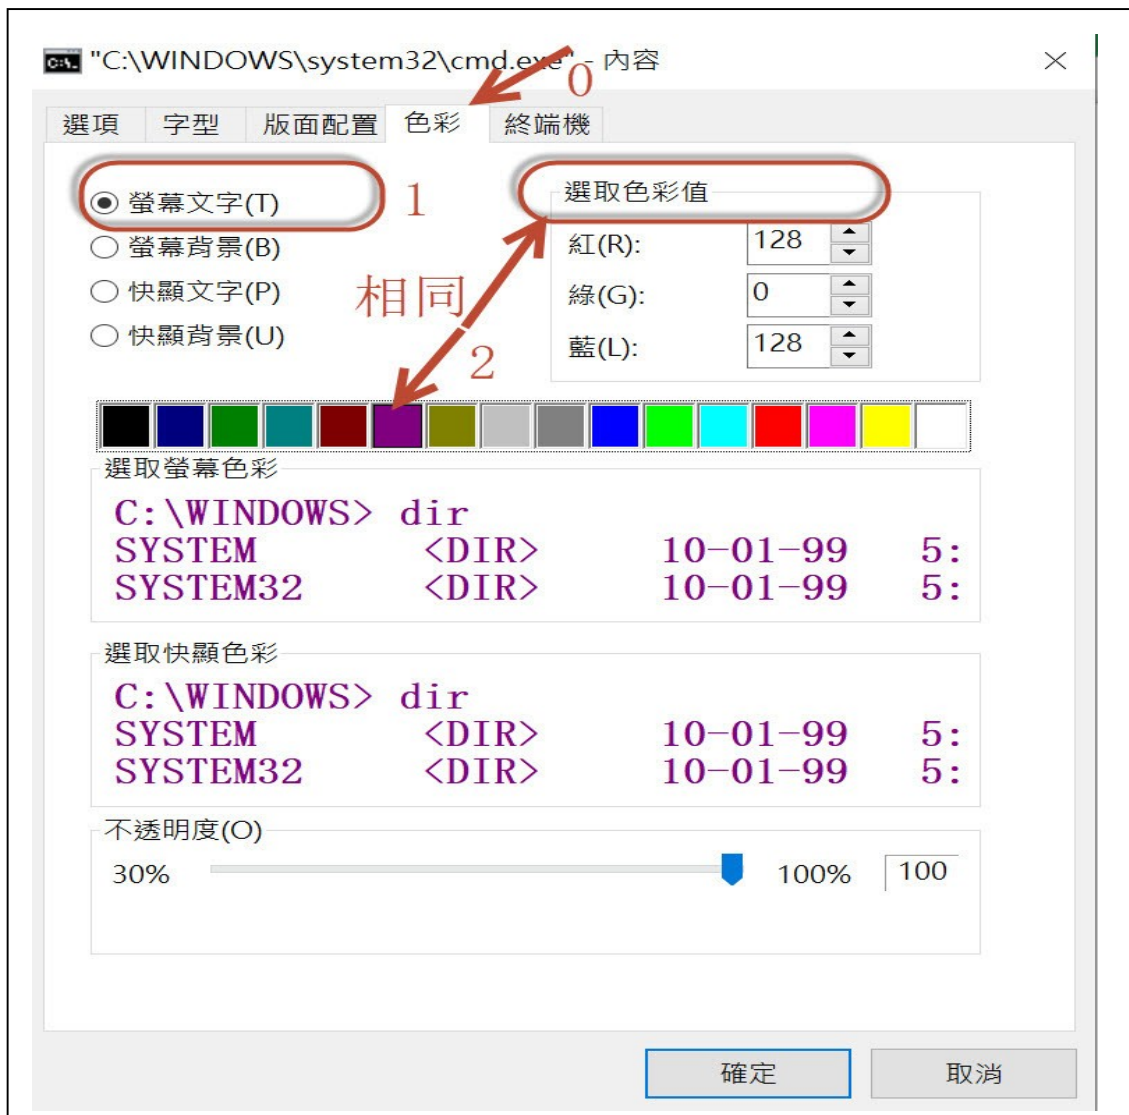 "C:\WINDOWS\system32\cmd.exe" - 內容
0
選項 字型 版面配置 色彩 終端機
螢幕文字(T)
1
螢幕背景(B)
快顯文字(P)
快顯背景(U)
相同
2
選取色彩值
紅(R): 128
綠(G): 0
藍(L): 128
選取螢幕色彩
C:\WINDOWS> dir
SYSTEM <DIR> 10-01-99 5:
SYSTEM32 <DIR> 10-01-99 5:
選取快顯色彩
C:\WINDOWS> dir
SYSTEM <DIR> 10-01-99 5:
SYSTEM32 <DIR> 10-01-99 5:
不透明度(O)
30% 100% 100
確定 取消